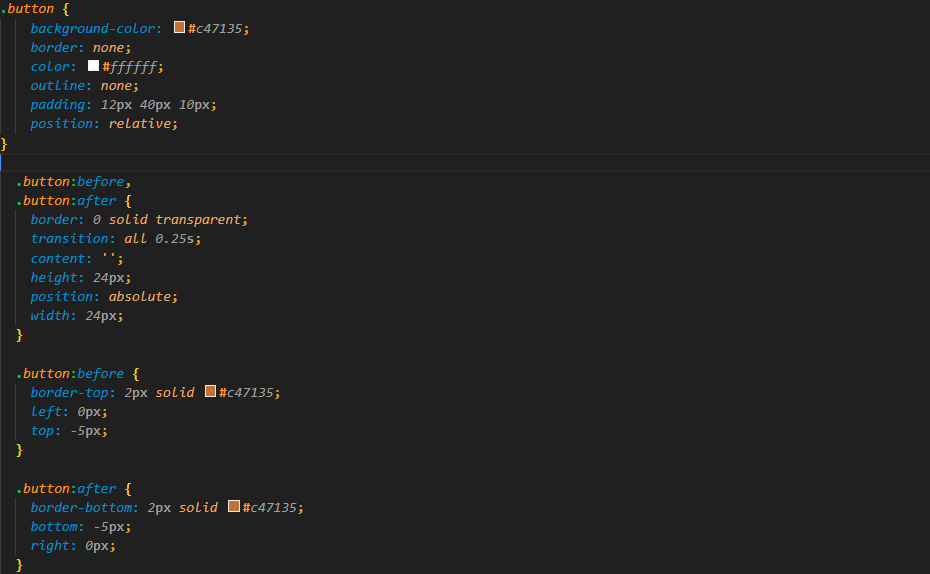 .button {
    background-color: #c47135;
    border: none;
    color: #ffffff;
    outline: none;
    padding: 12px 40px 10px;
    position: relative;
}

  .button:before,
  .button:after {
    border: 0 solid transparent;
    transition: all 0.25s;
    content: '';
    height: 24px;
    position: absolute;
    width: 24px;
  }

  .button:before {
    border-top: 2px solid #c47135;
    left: 0px;
    top: -5px;
  }

  .button:after {
    border-bottom: 2px solid #c47135;
    bottom: -5px;
    right: 0px;
  }